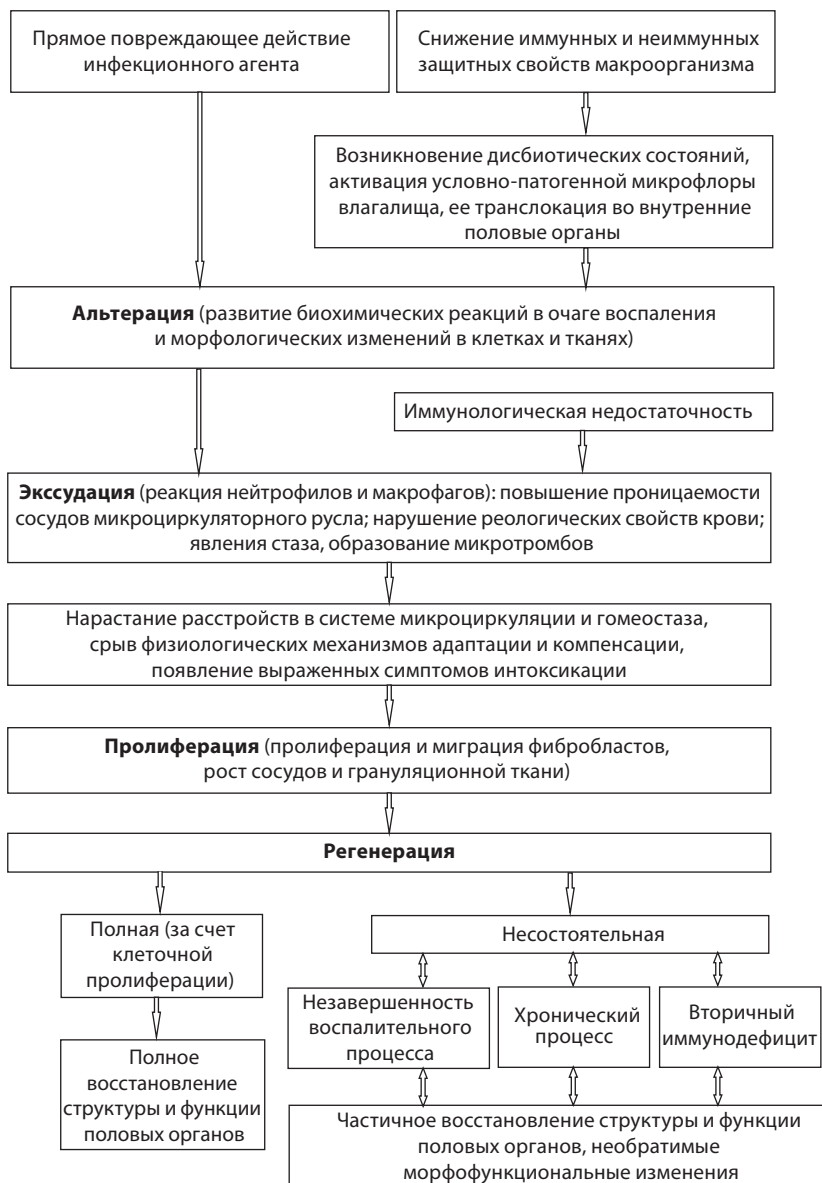 Прямое повреждающее действие
инфекционного агента
Снижение иммунных и неиммунных
защитных свойств макроорганизма
Возникновение дисбиотических состояний,
активация условно-патогенной микрофлоры
влагалища, ее транслокация во внутренние
половые органы
Альтерация (развитие биохимических реакций в очаге воспаления
и морфологических изменений в клетках и тканях)
Иммунологическая недостаточность
Экссудация (реакция нейтрофилов и макрофагов): повышение проницаемости
сосудов микроциркуляторного русла; нарушение реологических свойств крови;
явления стаза, образование микротромбов
Нарастание расстройств в системе микроциркуляции и гомеостаза,
срыв физиологических механизмов адаптации и компенсации,
появление выраженных симптомов интоксикации
Пролиферация (пролиферация и миграция фибробластов,
рост сосудов и грануляционной ткани)
Регенерация
Полная (за счет
клеточной
пролиферации)
Полное
восстановление
структуры и функции
половых органов
Несостоятельная
Незавершенность
воспалительного
процесса
Хронический
процесс
Вторичный
иммунодефицит
Частичное восстановление структуры и функции
половых органов, необратимые
морфофункциональные изменения